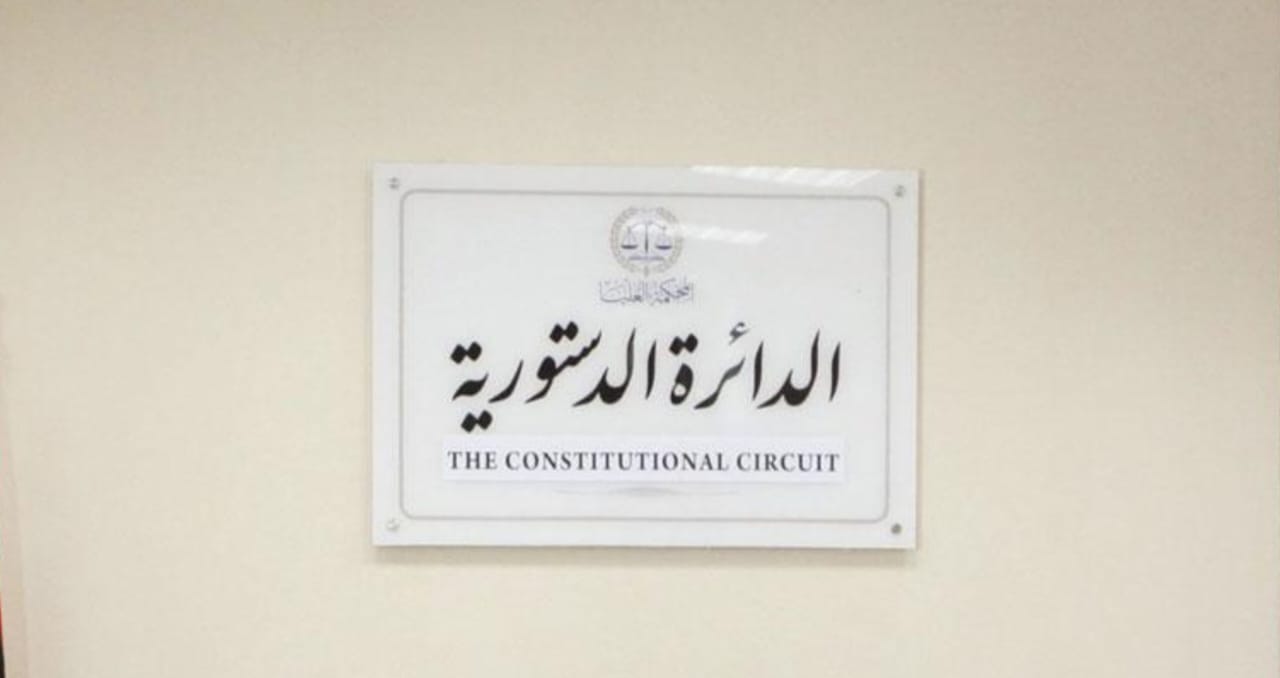 المحكمة العليا
الدائرة الدستورية
THE CONSTITUTIONAL CIRCUIT